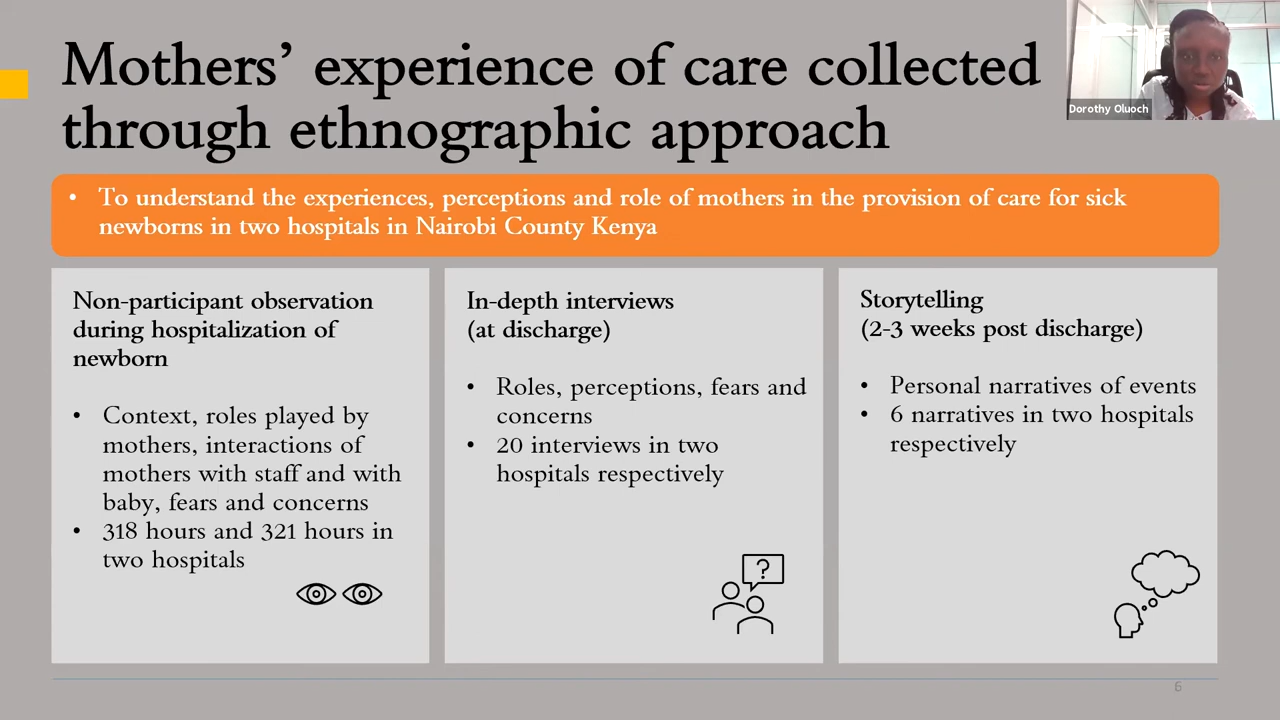 Mothers’ experience of care collected
through ethnographic approach
Dorothy Oluoch
• To understand the experiences, perceptions and role of mothers in the provision of care for sick
newborns in two hospitals in Nairobi County Kenya
Non-participant observation
during hospitalization of
newborn
• Context, roles played by
mothers, interactions of
mothers with staff and with
baby, fears and concerns
• 318 hours and 321 hours in
two hospitals
In-depth interviews
(at discharge)
• Roles, perceptions, fears and
concerns
• 20 interviews in two
hospitals respectively
?
Storytelling
(2-3 weeks post discharge)
• Personal narratives of events
• 6 narratives in two hospitals
respectively
6